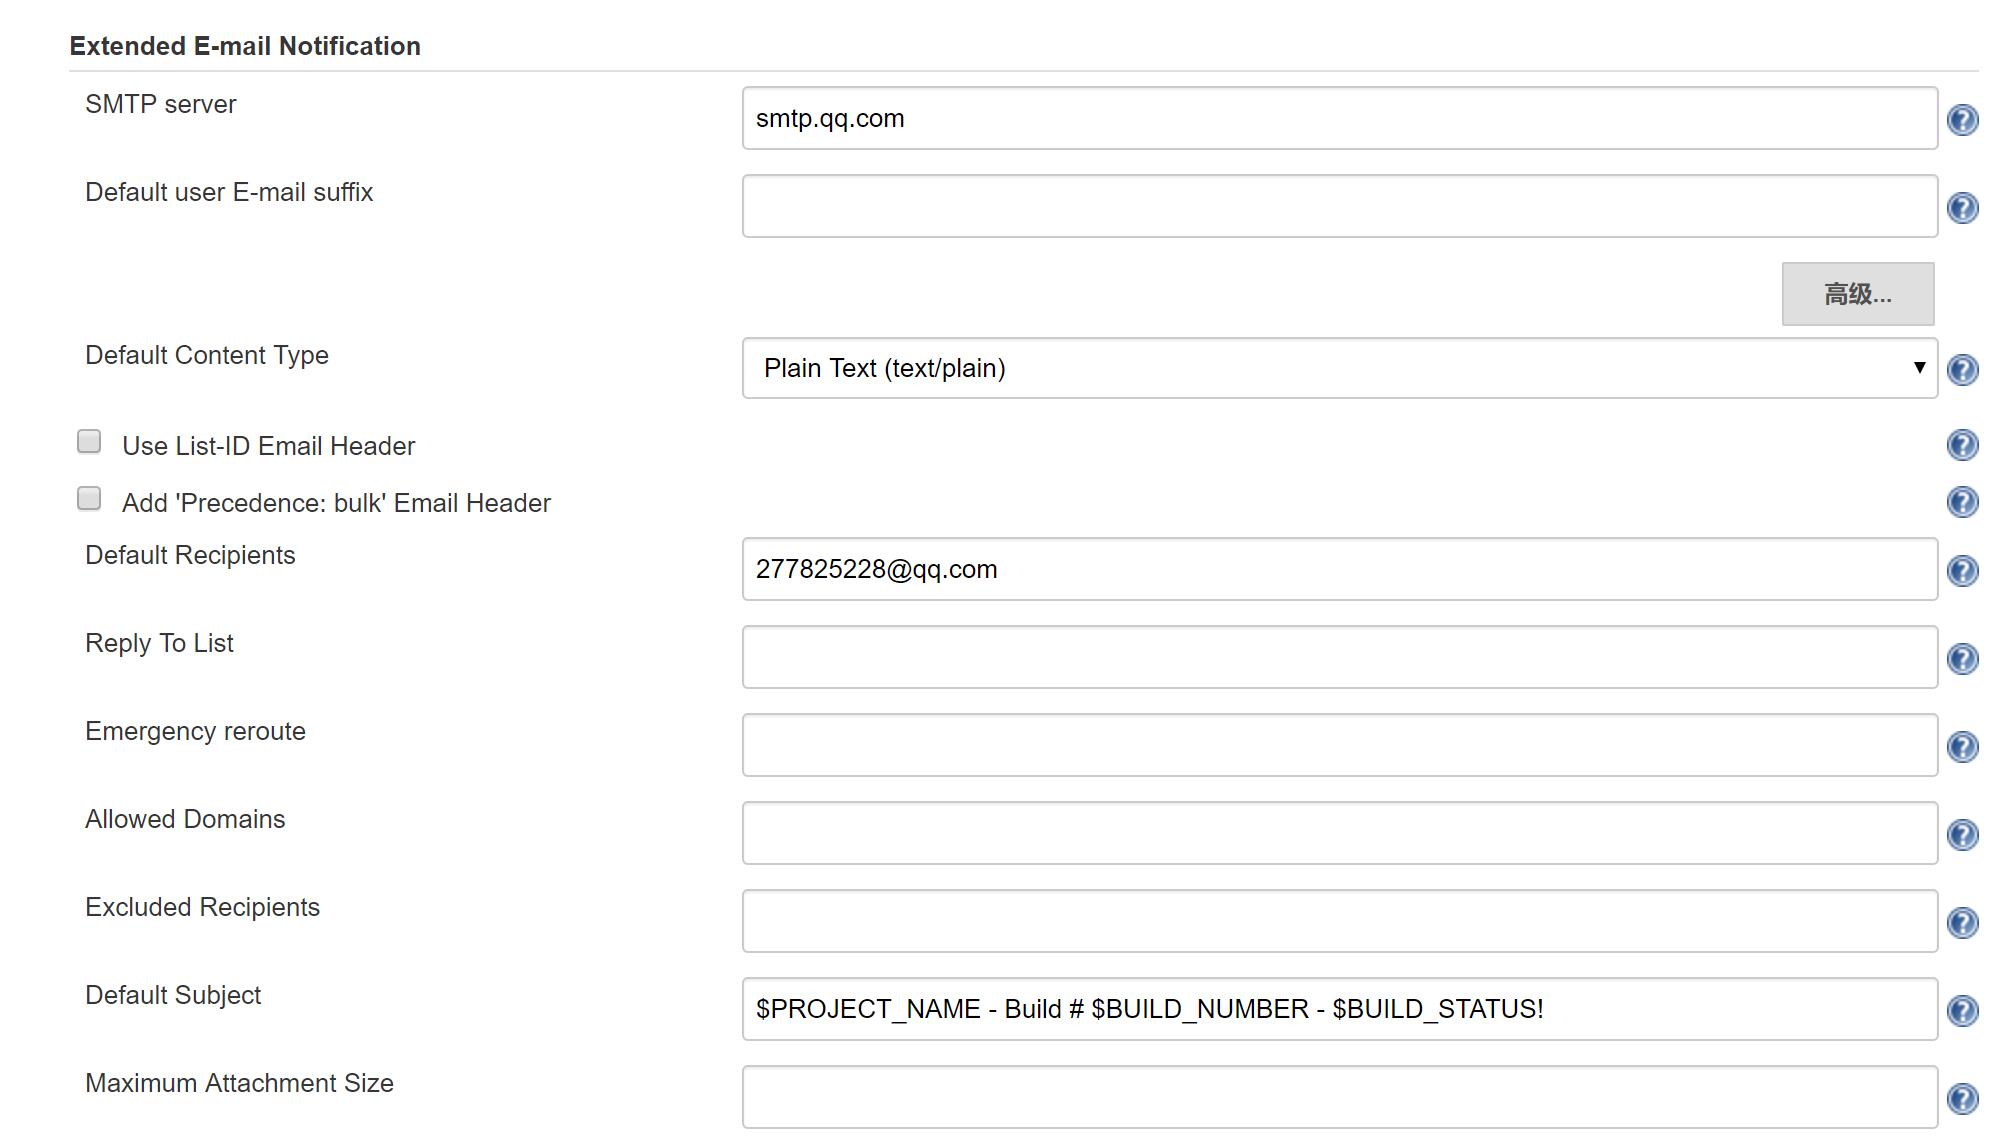 Extended E-mail Notification
SMTP server
smtp.qq.com
Default user E-mail suffix
高级...
Default Content Type
Plain Text (text/plain)
Use List-ID Email Header
Add 'Precedence: bulk' Email Header
Default Recipients
277825228@qq.com
Reply To List
Emergency reroute
Allowed Domains
Excluded Recipients
Default Subject
$PROJECT_NAME - Build # $BUILD_NUMBER - $BUILD_STATUS!
Maximum Attachment Size